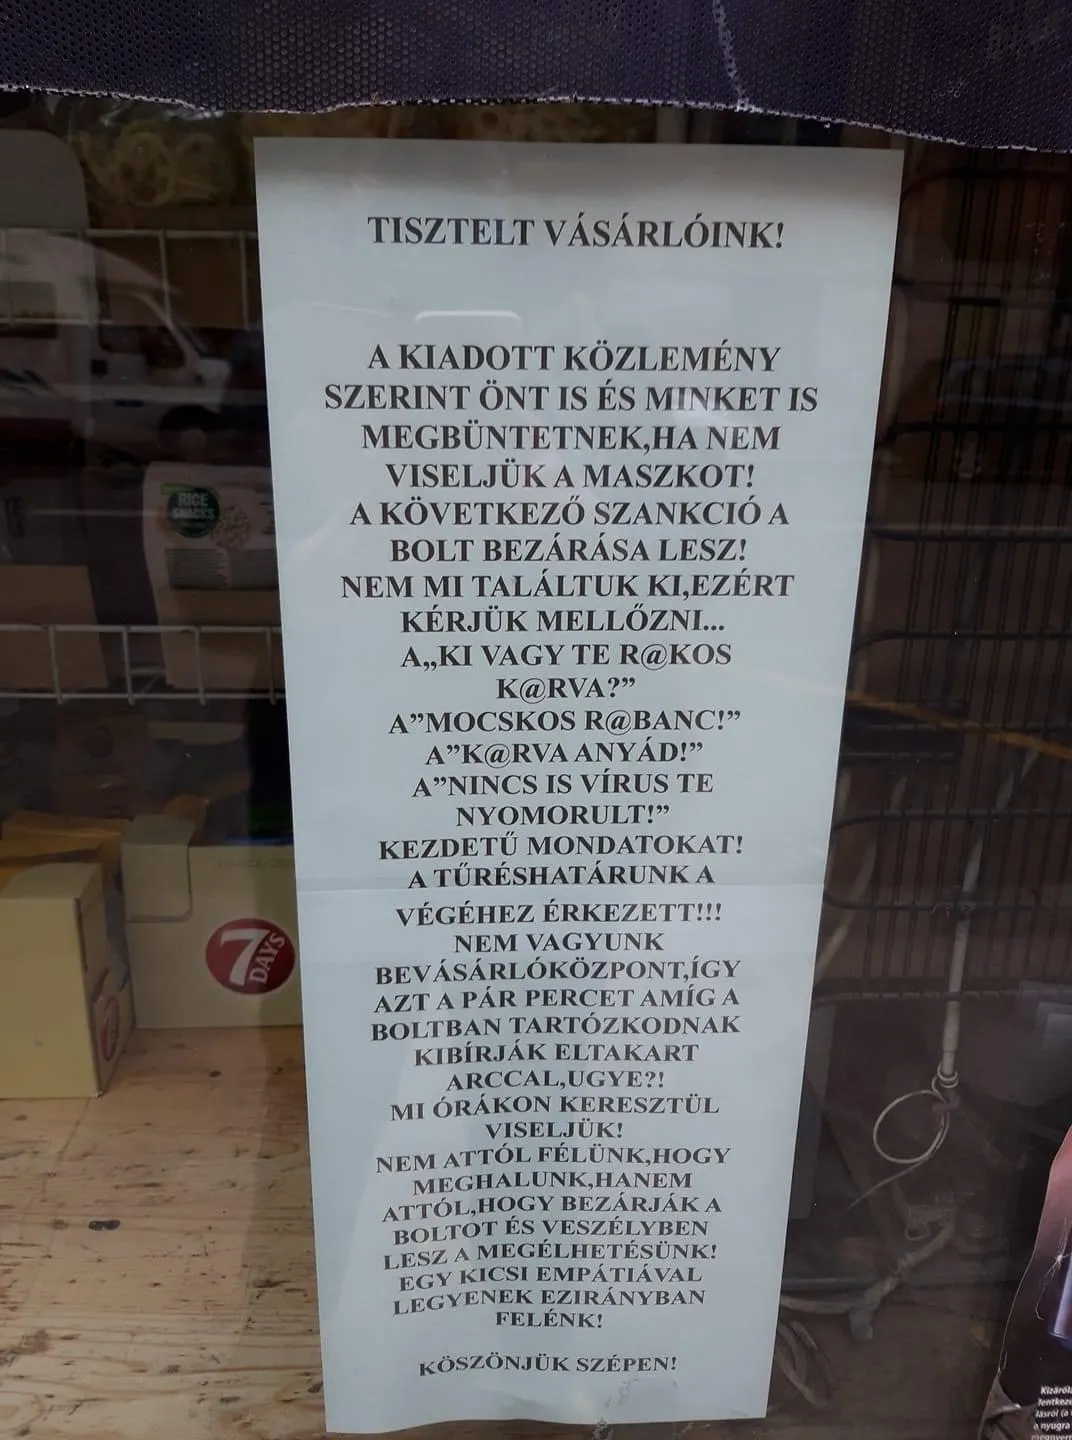 TISZTELT VÁSÁRLÓINK!
A KIADOTT KÖZLEMÉNY
SZERINT ÖNT IS ÉS MINKET IS
MEGBÜNTETNEK,HA NEM
VISELJÜK A MASZKOT!
A KÖVETKEZŐ SZANKCIÓ A
BOLT BEZÁRÁSA LESZ!
NEM MI TALÁLTUK KI,EZÉRT
KÉRJÜK MELLŐZNI...
A„KI VAGY TE R@KOS
K@RVA?”
A”MOCSKOS R@BANC!”
A”K@RVA ANYÁD!”
A”NINCS IS VÍRUS TE
NYOMORULT!”
KEZDETŰ MONDATOKAT!
A TŰRÉSHATÁRUNK A
VÉGÉHEZ ÉRKEZETT!!!
NEM VAGYUNK
BEVÁSÁRLÓKÖZPONT,ÍGY
AZT A PÁR PERCET AMÍG A
BOLTBAN TARTÓZKODNAK
KIBÍRJÁK ELTAKART
ARCCAL,UGYE?!
MI ÓRÁKON KERESZTÜL
VISELJÜK!
NEM ATTÓL FÉLÜNK,HOGY
MEGHALUNK,HANEM
ATTÓL,HOGY BEZÁRJÁK A
BOLTOT ÉS VESZÉLYBEN
LESZ A MEGÉLHETÉSÜNK!
EGY KICSI EMPÁTIÁVAL
LEGYENEK EZIRÁNYBAN
FELÉNK!
KÖSZÖNJÜK SZÉPEN!
RICE
SNACKS
7
DAYS